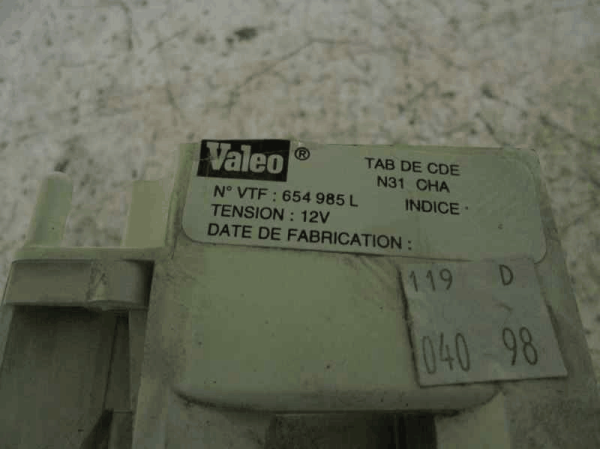 Valeo ®
TAB DE CDE
N31 CHA
N° VTF : 654 985 L
INDICE
TENSION : 12V
DATE DE FABRICATION :
119 D
040 98